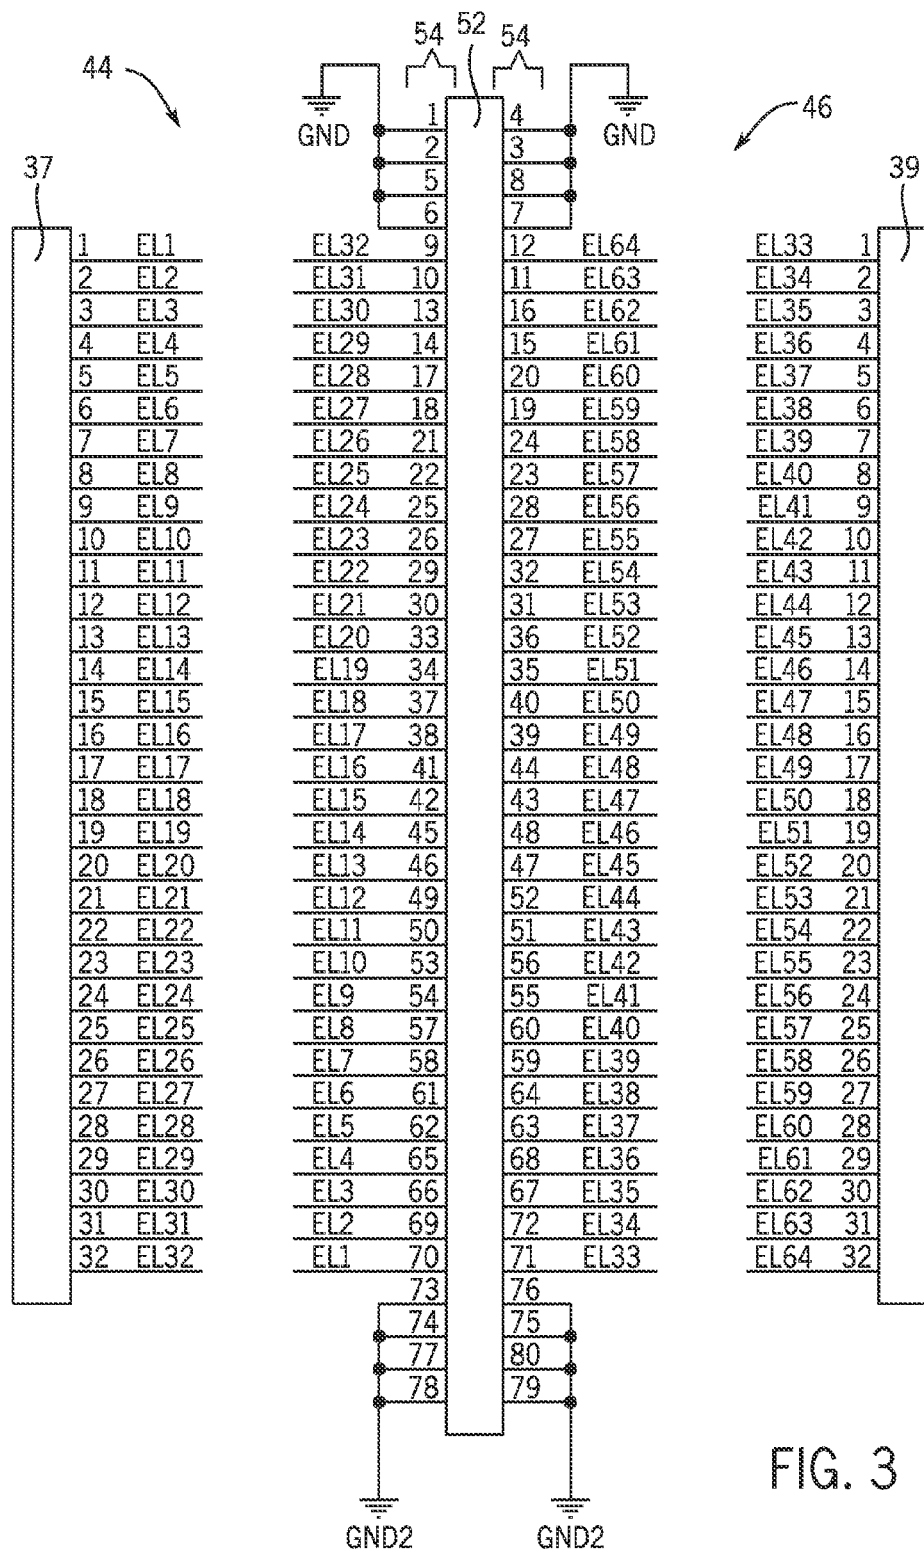 54 52 54
44
GND GND
46
37 39
1 4
2 3
5 8
6 7
1 EL1 EL32 9 12 EL64 EL33 1
2 EL2 EL31 10 11 EL63 EL34 2
3 EL3 EL30 13 16 EL62 EL35 3
4 EL4 EL29 14 15 EL61 EL36 4
5 EL5 EL28 17 20 EL60 EL37 5
6 EL6 EL27 18 19 EL59 EL38 6
7 EL7 EL26 21 24 EL58 EL39 7
8 EL8 EL25 22 23 EL57 EL40 8
9 EL9 EL24 25 28 EL56 EL41 9
10 EL10 EL23 26 27 EL55 EL42 10
11 EL11 EL22 29 32 EL54 EL43 11
12 EL12 EL21 30 31 EL53 EL44 12
13 EL13 EL20 33 36 EL52 EL45 13
14 EL14 EL19 34 35 EL51 EL46 14
15 EL15 EL18 37 40 EL50 EL47 15
16 EL16 EL17 38 39 EL49 EL48 16
17 EL17 EL16 41 44 EL48 EL49 17
18 EL18 EL15 42 43 EL47 EL50 18
19 EL19 EL14 45 48 EL46 EL51 19
20 EL20 EL13 46 47 EL45 EL52 20
21 EL21 EL12 49 52 EL44 EL53 21
22 EL22 EL11 50 51 EL43 EL54 22
23 EL23 EL10 53 56 EL42 EL55 23
24 EL24 EL9 54 55 EL41 EL56 24
25 EL25 EL8 57 60 EL40 EL57 25
26 EL26 EL7 58 59 EL39 EL58 26
27 EL27 EL6 61 64 EL38 EL59 27
28 EL28 EL5 62 63 EL37 EL60 28
29 EL29 EL4 65 68 EL36 EL61 29
30 EL30 EL3 66 67 EL35 EL62 30
31 EL31 EL2 69 72 EL34 EL63 31
32 EL32 EL1 70 71 EL33 EL64 32
73 76
74 75
77 80
78 79
FIG. 3
GND2 GND2